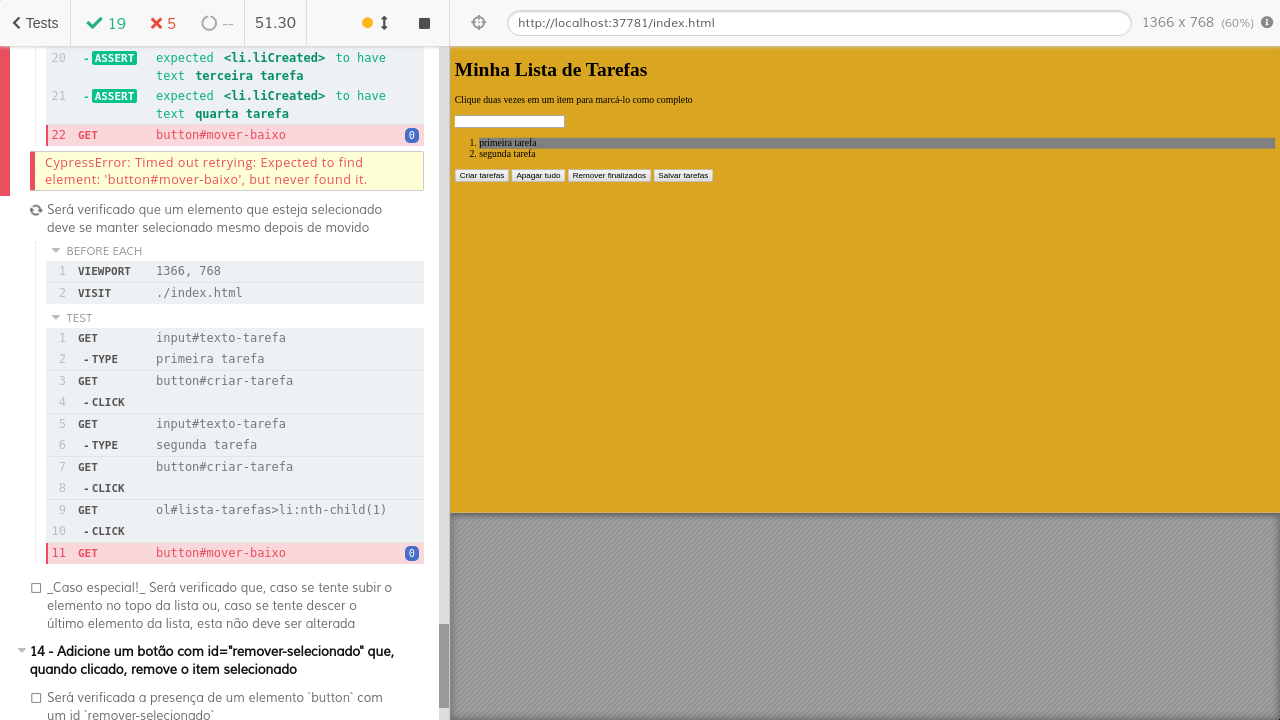 Tests
19
5
--
51.30
http://localhost:37781/index.html
1366 x 768 (60%)
20 - ASSERT expected <li.liCreated> to have
text terceira tarefa
21 - ASSERT expected <li.liCreated> to have
text quarta tarefa
22 GET button#mover-baixo 0
CypressError: Timed out retrying: Expected to find
element: 'button#mover-baixo', but never found it.
Será verificado que um elemento que esteja selecionado
deve se manter selecionado mesmo depois de movido
BEFORE EACH
1 VIEWPORT 1366, 768
2 VISIT ./index.html
TEST
1 GET input#texto-tarefa
2 - TYPE primeira tarefa
3 GET button#criar-tarefa
4 - CLICK
5 GET input#texto-tarefa
6 - TYPE segunda tarefa
7 GET button#criar-tarefa
8 - CLICK
9 GET ol#lista-tarefas>li:nth-child(1)
10 - CLICK
11 GET button#mover-baixo 0
_Caso especial!_ Será verificado que, caso se tente subir o
elemento no topo da lista ou, caso se tente descer o
último elemento da lista, esta não deve ser alterada
14 - Adicione um botão com id="remover-selecionado" que,
quando clicado, remove o item selecionado
Será verificada a presença de um elemento `button` com
um id `remover-selecionado`
Minha Lista de Tarefas
Clique duas vezes em um item para marcá-lo como completo
1. primeira tarefa
2. segunda tarefa
Criar tarefas Apagar tudo Remover finalizados Salvar tarefas